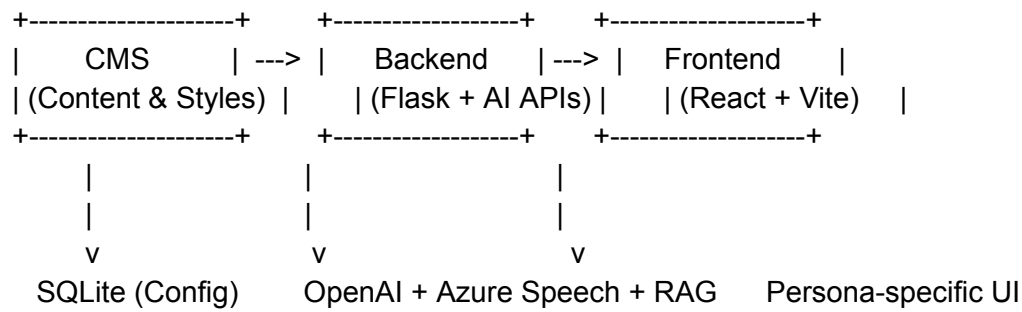 +---------------------+ +-------------------+ +--------------------+
| CMS | ---> | Backend | ---> | Frontend |
| (Content & Styles) | | (Flask + AI APIs) | | (React + Vite) |
+---------------------+ +-------------------+ +--------------------+
| | |
| | |
v v v
SQLite (Config) OpenAI + Azure Speech + RAG Persona-specific UI